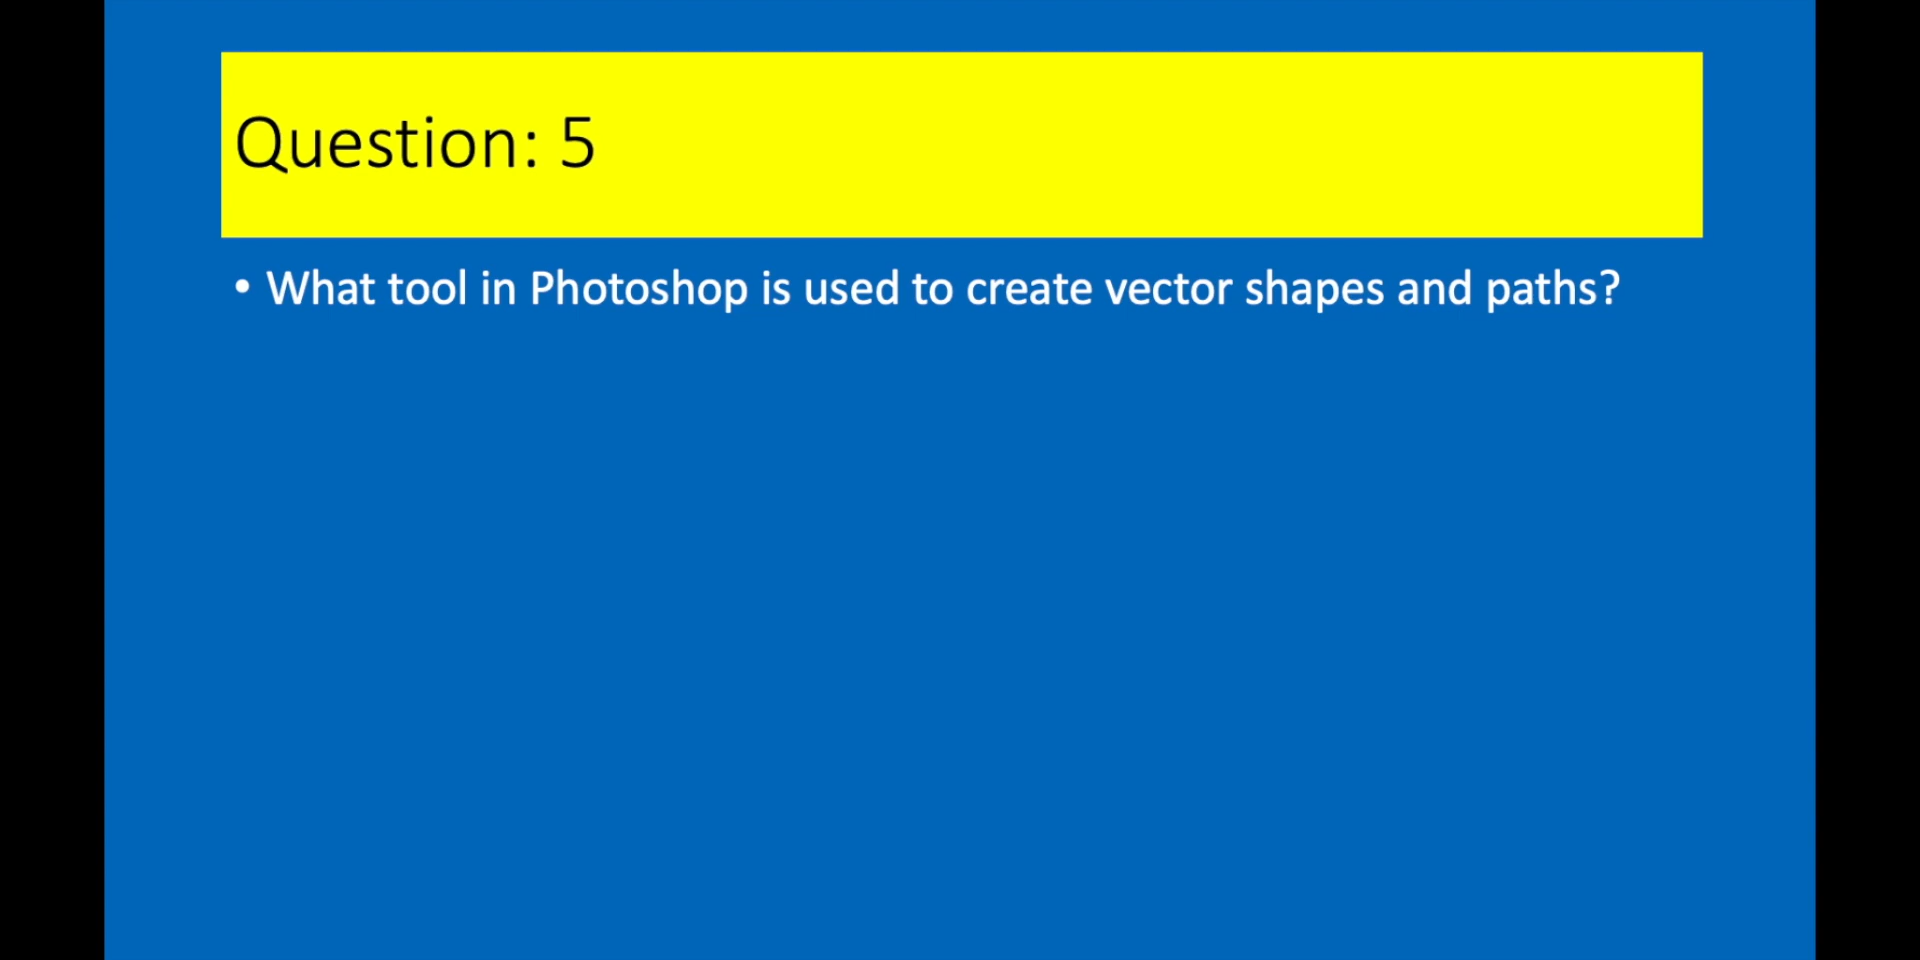 Question: 5
• What tool in Photoshop is used to create vector shapes and paths?